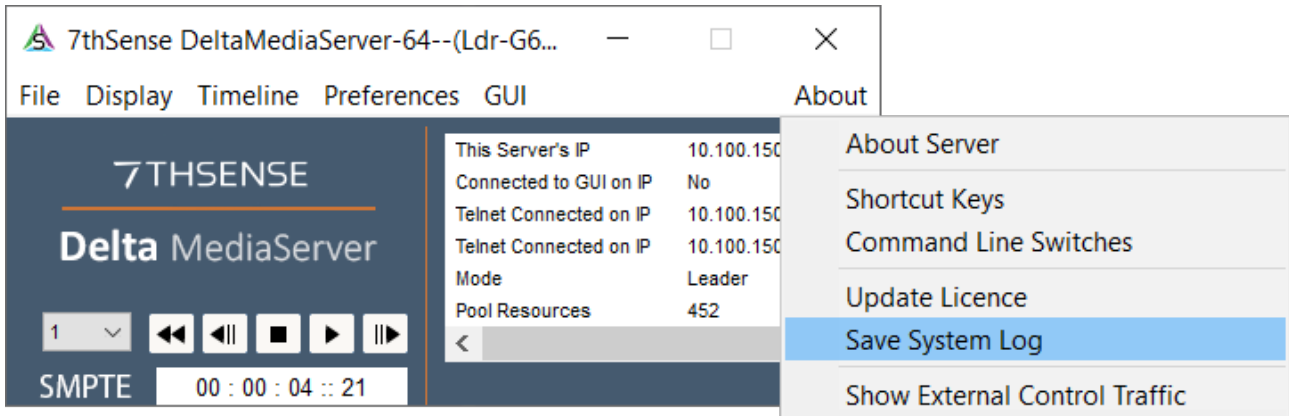 7thSense DeltaMediaServer-64--(Ldr-G6...
File Display Timeline Preferences GUI About
7THSENSE
Delta MediaServer
1
SMPTE 00 : 00 : 04 :: 21
This Server's IP 10.100.150
Connected to GUI on IP No
Telnet Connected on IP 10.100.150
Telnet Connected on IP 10.100.150
Mode Leader
Pool Resources 452
About Server
Shortcut Keys
Command Line Switches
Update Licence
Save System Log
Show External Control Traffic